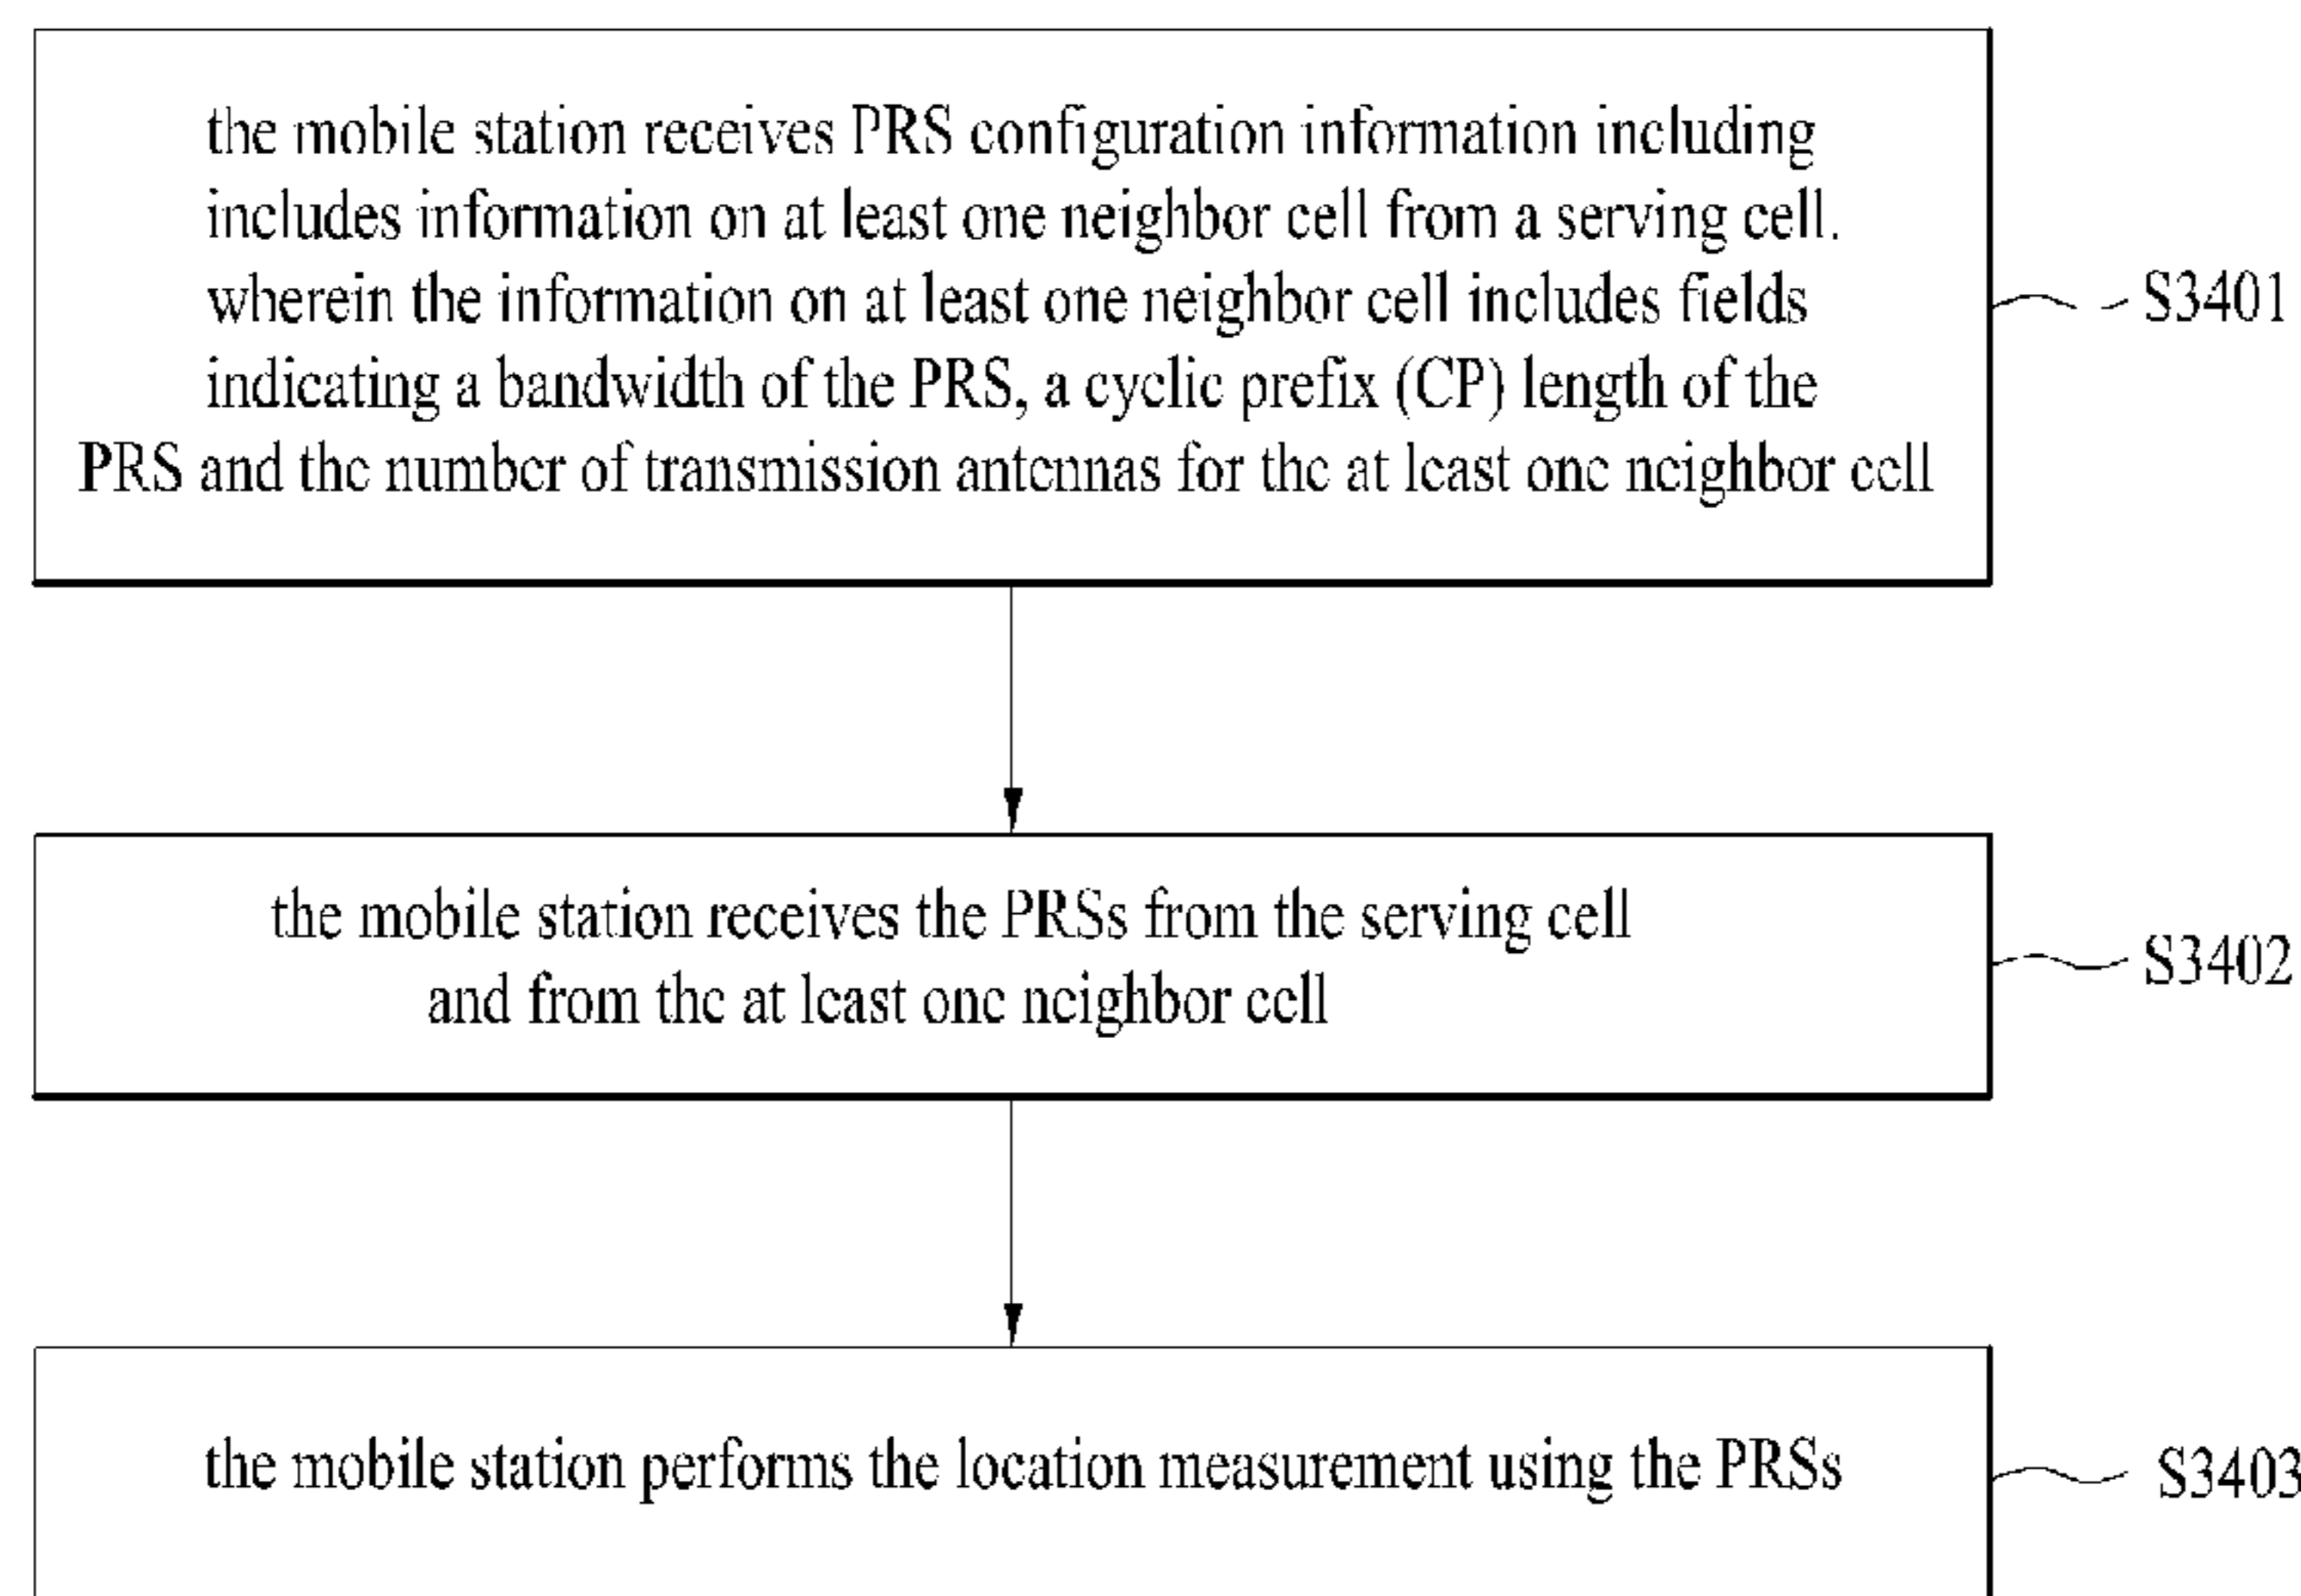 the mobile station receives PRS configuration information including
includes information on at least one neighbor cell from a serving cell.
wherein the information on at least one neighbor cell includes fields
indicating a bandwidth of the PRS, a cyclic prefix (CP) length of the
PRS and the number of transmission antennas for the at least one neighbor cell
S3401
the mobile station receives the PRSs from the serving cell
and from the at least one neighbor cell
S3402
the mobile station performs the location measurement using the PRSs
S3403